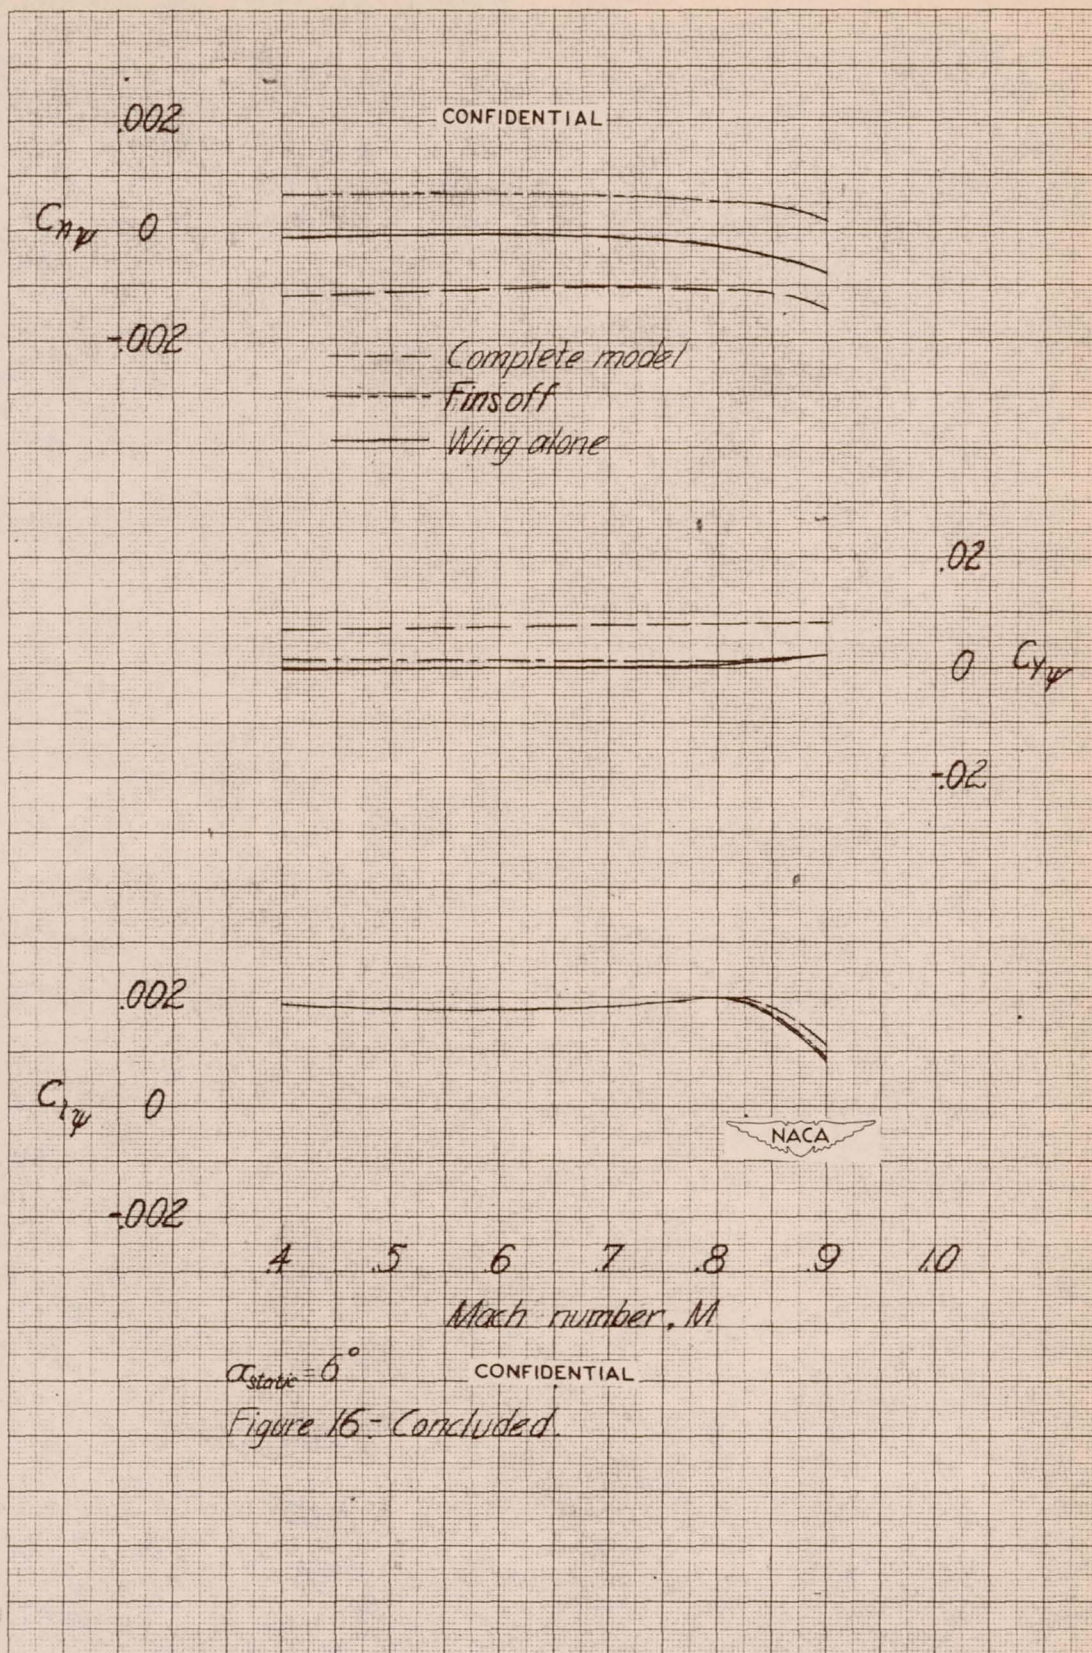 CONFIDENTIAL
.002
Cnψ 0
-.002
Complete model
Fins off
Wing alone
.02
0 CYψ
-.02
.002
Clψ 0
-.002
NACA
.4 .5 .6 .7 .8 .9 1.0
Mach number, M
αstatic = 6°
CONFIDENTIAL
Figure 16.- Concluded.